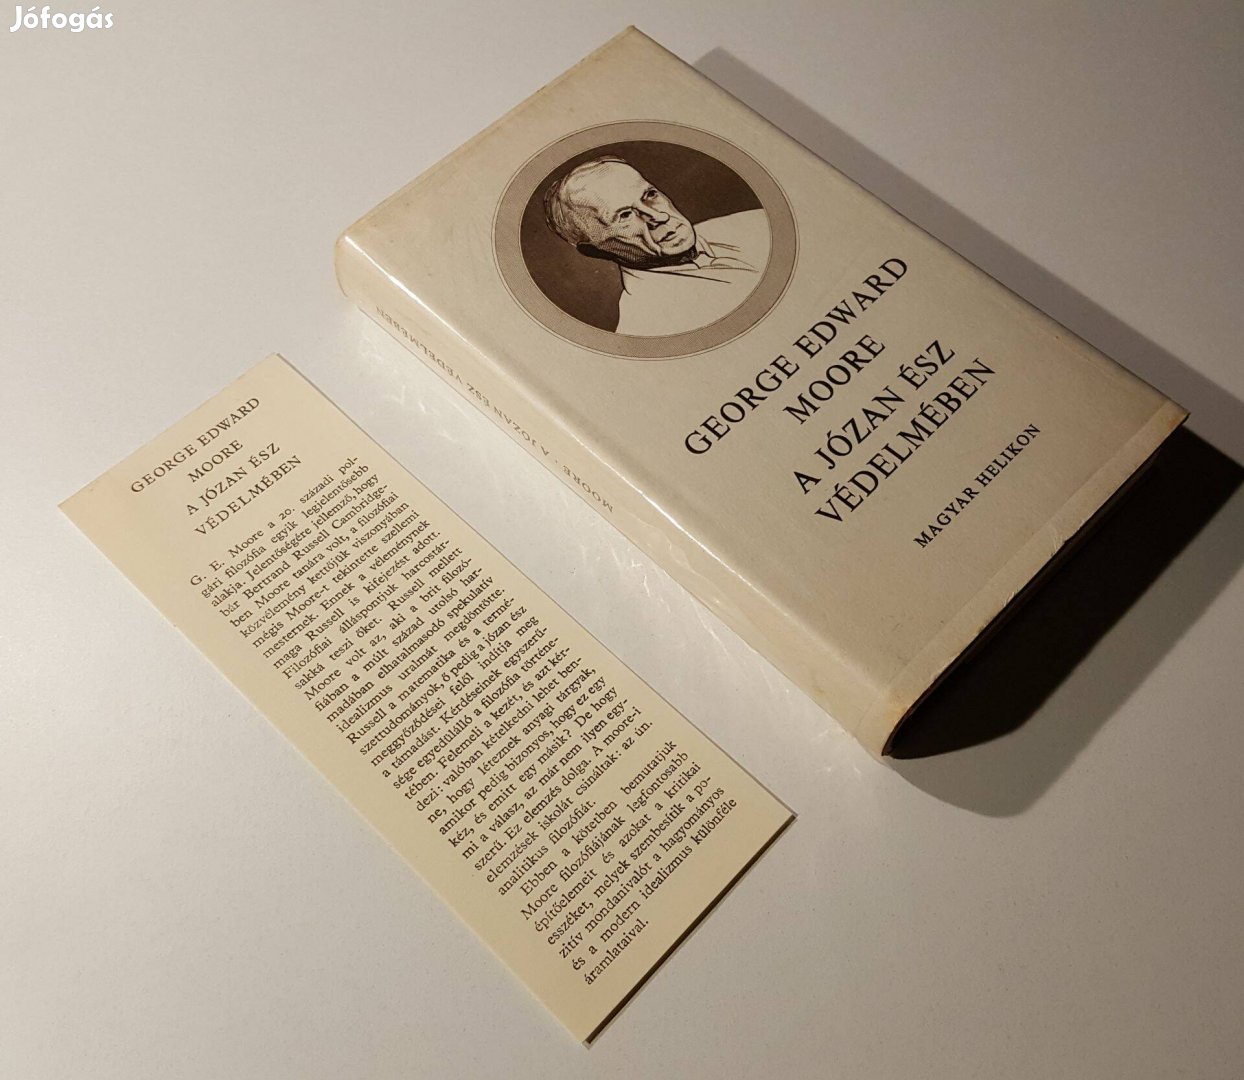 Jófogás
GEORGE EDWARD
MOORE
A JÓZAN ÉSZ
VÉDELMÉBEN
MAGYAR HELIKON
MOORE · A JÓZAN ÉSZ VÉDELMÉBEN
GEORGE EDWARD
MOORE
A JÓZAN ÉSZ
VÉDELMÉBEN
G. E. Moore a 20. századi pol-
gári filozófia egyik legjelentősebb
alakja. Jelentőségére jellemző, hogy
bár Bertrand Russell Cambridge-
ben Moore tanára volt, a filozófiai
közvélemény kettőjük viszonyában
mégis Moore-t tekintette szellemi
mesternek. Ennek a véleménynek
maga Russell is kifejezést adott.
Filozófiai álláspontjuk harcostár-
sakká teszi őket. Russell mellett
Moore volt az, aki a brit filozó-
fiában a múlt század utolsó har-
madában elhatalmasodó spekulatív
idealizmus uralmát megdöntötte.
Russell a matematika és a termé-
szettudományok, ő pedig a józan ész
meggyőződései felől indítja meg
a támadást. Kérdéseinek egyszerű-
sége egyedülálló a filozófia történe-
tében. Felemeli a kezét, és azt kér-
dezi: valóban kételkedni lehet ben-
ne, hogy léteznek anyagi tárgyak,
amikor pedig bizonyos, hogy ez egy
kéz, és emitt egy másik? De hogy
mi a válasz, az már nem ilyen egy-
szerű. Ez elemzés dolga. A moore-i
elemzések iskolát csináltak: az ún.
analitikus filozófiát.
Ebben a kötetben bemutatjuk
Moore filozófiájának legfontosabb
építőelemeit és azokat a kritikai
esszéket, melyek szembesítik a po-
zitív mondanivalót a hagyományos
és a modern idealizmus különféle
áramlataival.